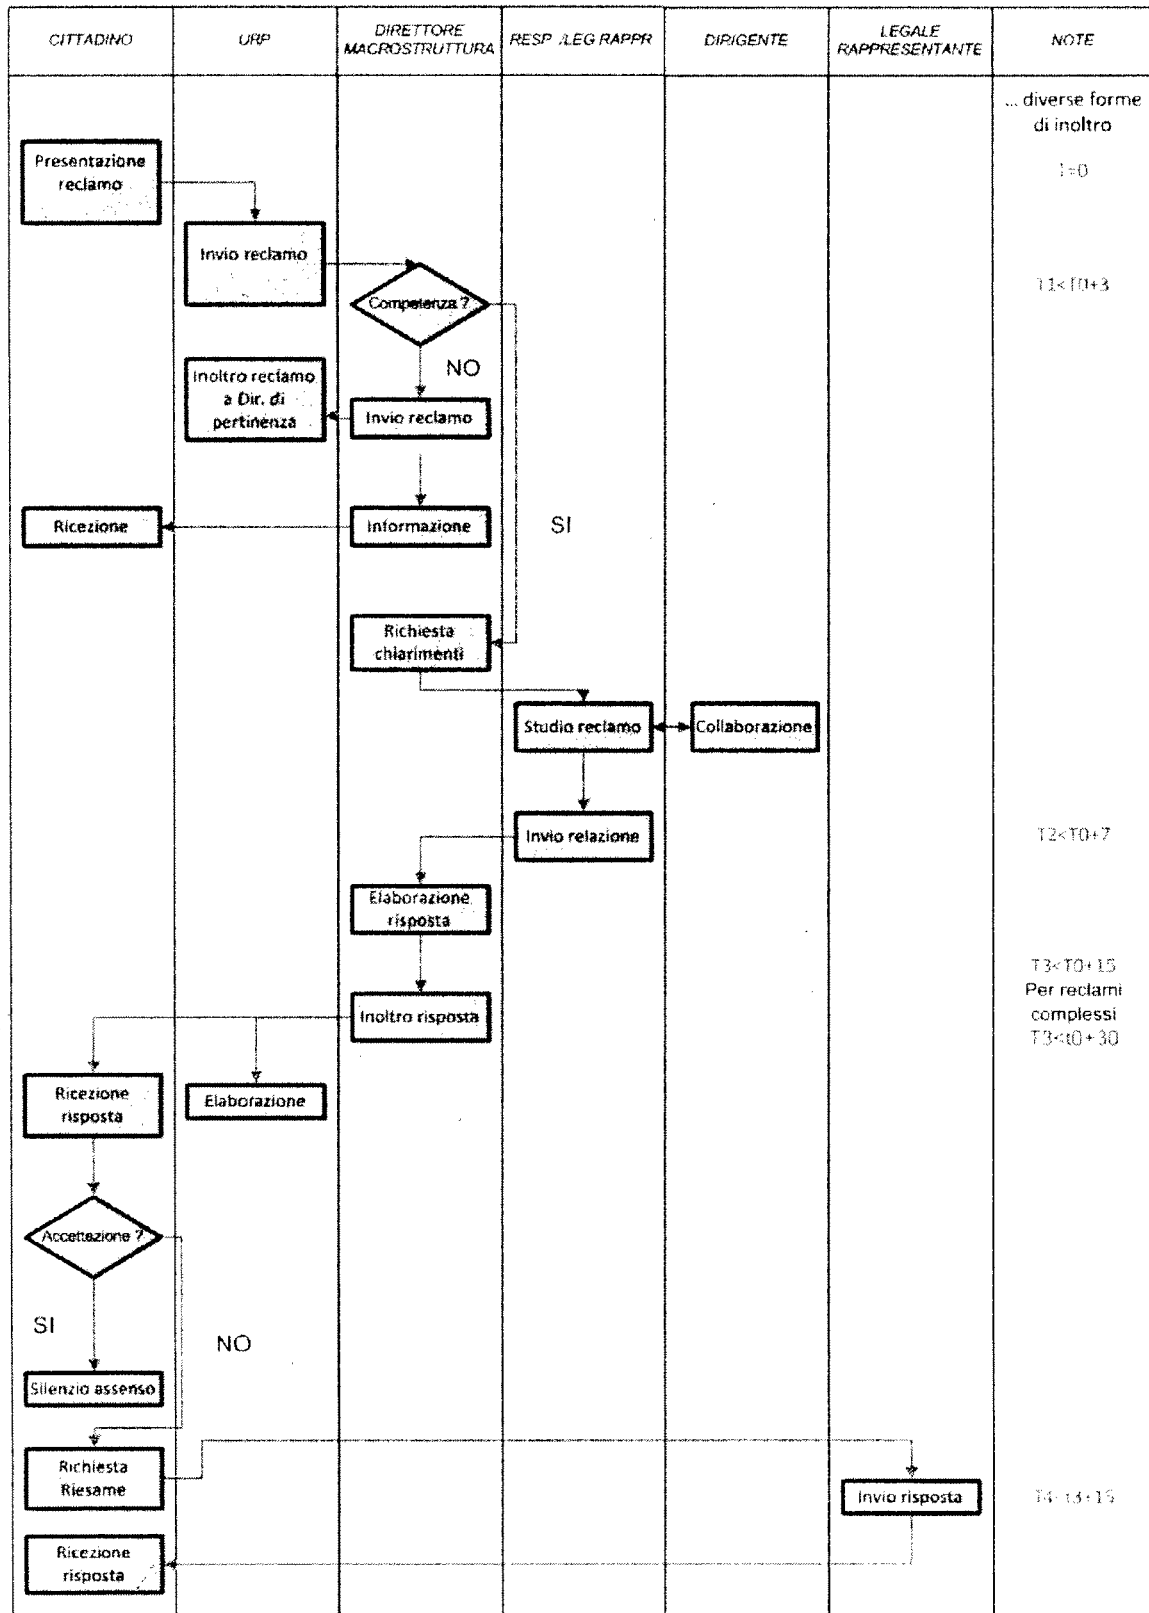 CITTADINO
URP
DIRETTORE
MACROSTRUTTURA
RESP ./LEG RAPPR
DIRIGENTE
LEGALE
RAPPRESENTANTE
NOTE
... diverse forme
di inoltro
Presentazione
reclamo
T=0
Invio reclamo
Competenza ?
T1<T0+3
NO
Inoltro reclamo
a Dir. di
pertinenza
Invio reclamo
Ricezione
Informazione
SI
Richiesta
chiarimenti
Studio reclamo
Collaborazione
Invio relazione
T2<T0+7
Elaborazione
risposta
T3<T0+15
Per reclami
complessi
T3<t0+30
Inoltro risposta
Ricezione
risposta
Elaborazione
Accettazione ?
SI
NO
Silenzio assenso
Richiesta
Riesame
Invio risposta
Ricezione
risposta